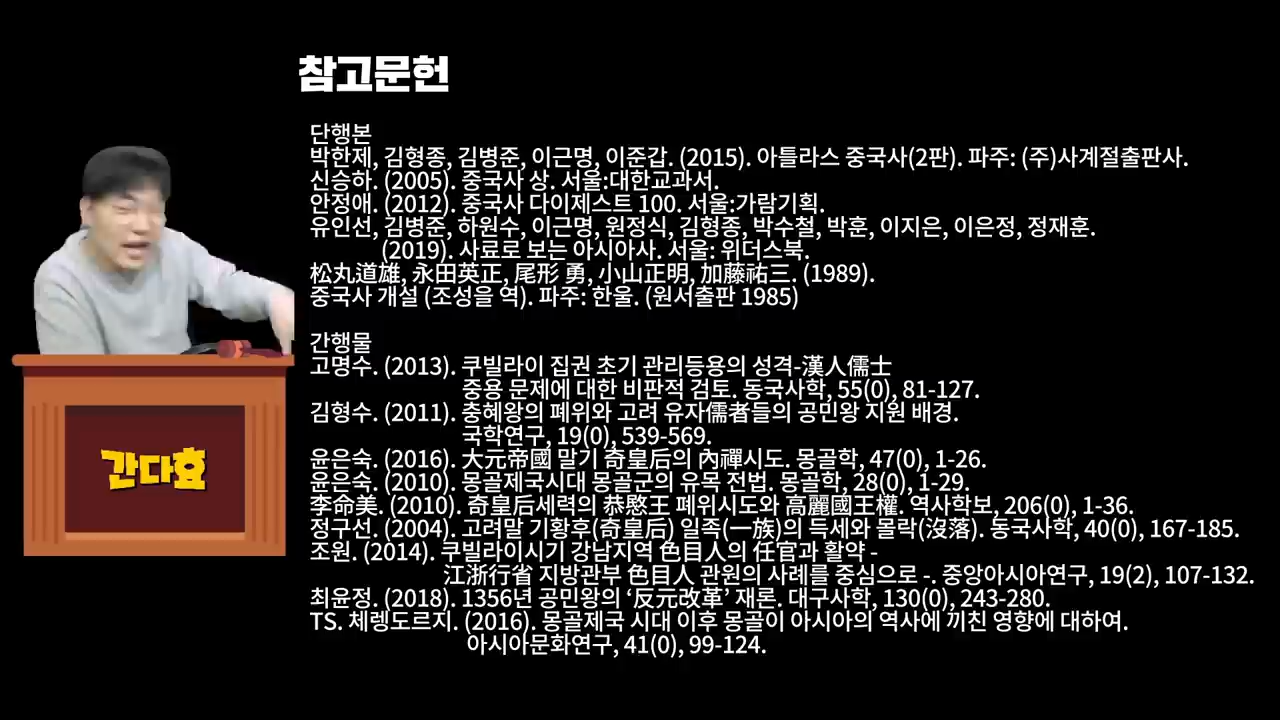 참고문헌
단행본
박한제, 김형종, 김병준, 이근명, 이준갑. (2015). 아틀라스 중국사(2판). 파주: (주)사계절출판사.
신승하. (2005). 중국사 상. 서울:대한교과서.
안정애. (2012). 중국사 다이제스트 100. 서울:가람기획.
유인선, 김병준, 하원수, 이근명, 원정식, 김형종, 박수철, 박훈, 이지은, 이은정, 정재훈.
(2019). 사료로 보는 아시아사. 서울: 위더스북.
松丸道雄, 永田英正, 尾形 勇, 小山正明, 加藤祐三. (1989).
중국사 개설 (조성을 역). 파주: 한울. (원서출판 1985)
간행물
고명수. (2013). 쿠빌라이 집권 초기 관리등용의 성격-漢人儒士
중용 문제에 대한 비판적 검토. 동국사학, 55(0), 81-127.
김형수. (2011). 충혜왕의 폐위와 고려 유자儒者들의 공민왕 지원 배경.
국학연구, 19(0), 539-569.
윤은숙. (2016). 大元帝國 말기 奇皇后의 內禪시도. 몽골학, 47(0), 1-26.
윤은숙. (2010). 몽골제국시대 몽골군의 유목 전법. 몽골학, 28(0), 1-29.
李命美. (2010). 奇皇后세력의 恭愍王 폐위시도와 高麗國王權. 역사학보, 206(0), 1-36.
정구선. (2004). 고려말 기황후(奇皇后) 일족(一族)의 득세와 몰락(沒落). 동국사학, 40(0), 167-185.
조원. (2014). 쿠빌라이시기 강남지역 色目人의 任官과 활약 -
江浙行省 지방관부 色目人 관원의 사례를 중심으로 -. 중앙아시아연구, 19(2), 107-132.
최윤정. (2018). 1356년 공민왕의 ‘反元改革’ 재론. 대구사학, 130(0), 243-280.
TS. 체렝도르지. (2016). 몽골제국 시대 이후 몽골이 아시아의 역사에 끼친 영향에 대하여.
아시아문화연구, 41(0), 99-124.
간다효